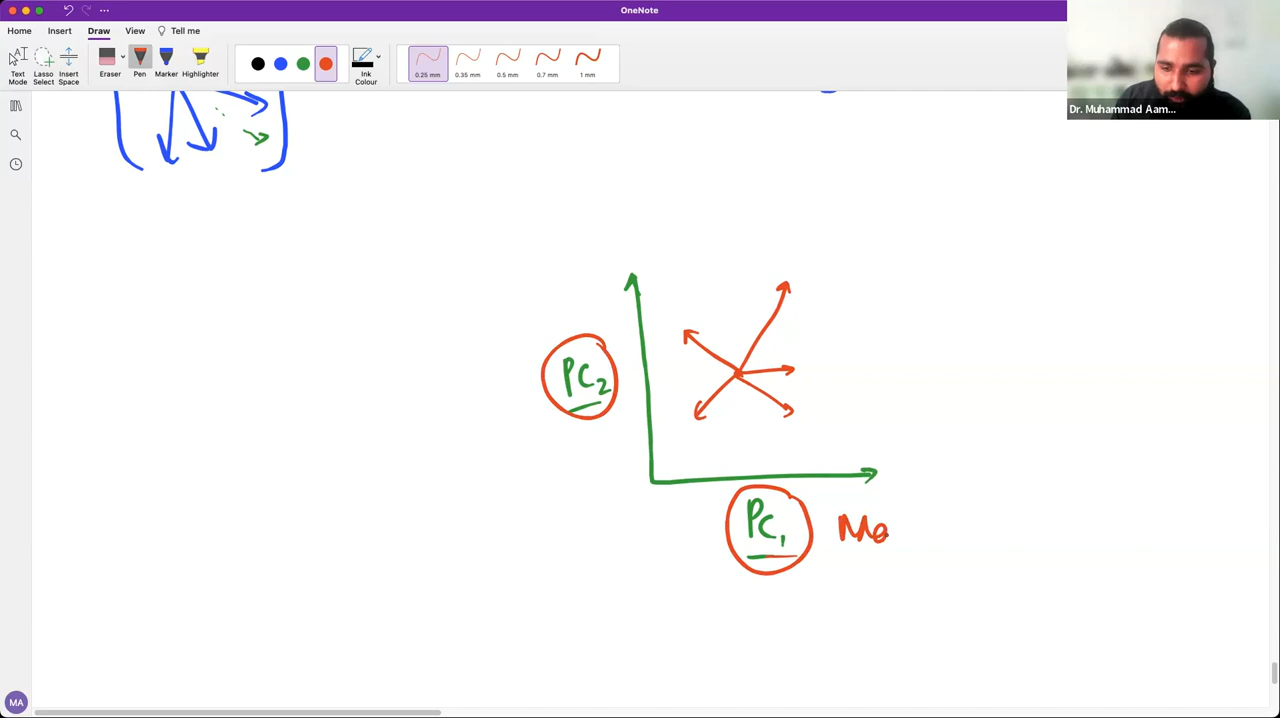 OneNote
Home Insert Draw View Tell me
Text Mode
Lasso Select
Insert Space
Eraser
Pen
Marker
Highlighter
Ink Colour
0.25 mm
0.35 mm
0.5 mm
0.7 mm
1 mm
Dr. Muhammad Aam...
PC2
PC1 Ma
MA